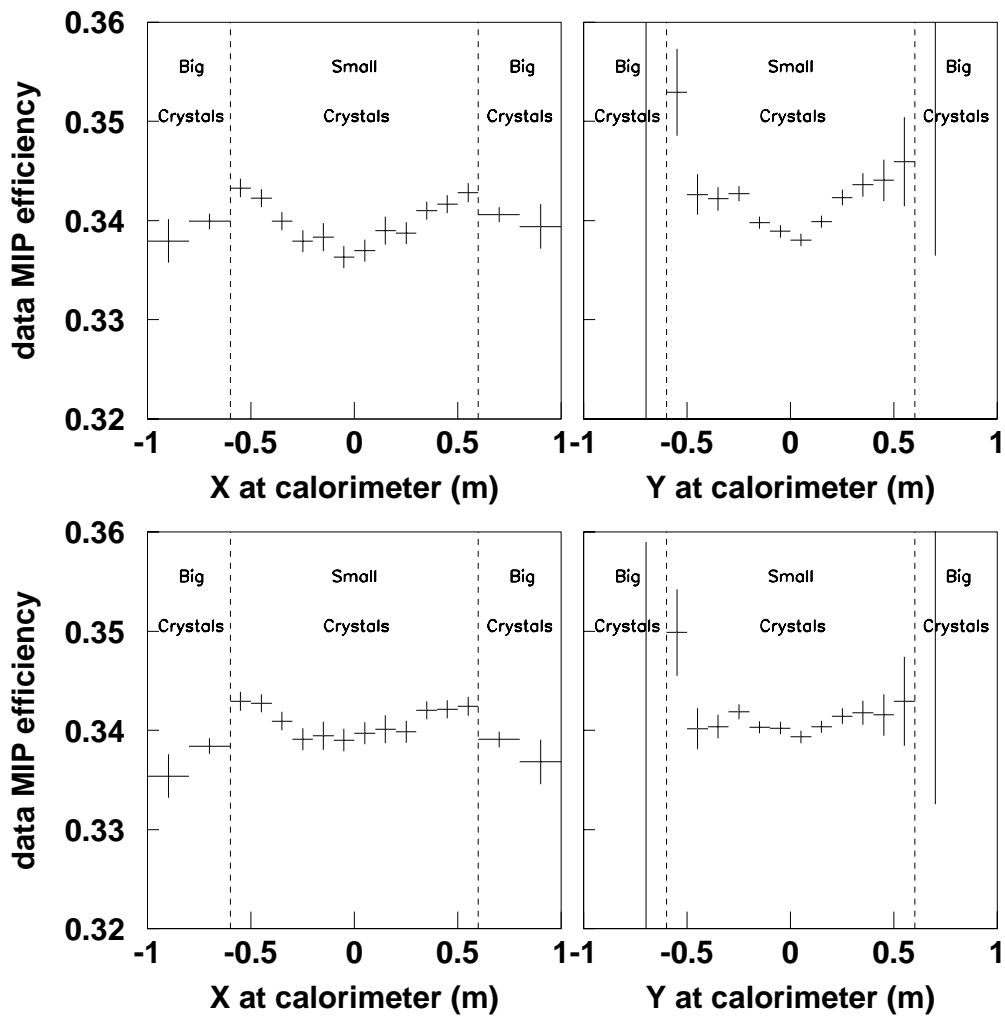 0.36
0.35
0.34
0.33
0.32
data MIP efficiency
Big Small Big
Crystals Crystals Crystals
-1 -0.5 0 0.5 1
X at calorimeter (m)
Big Small Big
Crystals Crystals Crystals
-1 -0.5 0 0.5 1
Y at calorimeter (m)
0.36
0.35
0.34
0.33
0.32
data MIP efficiency
Big Small Big
Crystals Crystals Crystals
-1 -0.5 0 0.5 1
X at calorimeter (m)
Big Small Big
Crystals Crystals Crystals
-1 -0.5 0 0.5 1
Y at calorimeter (m)